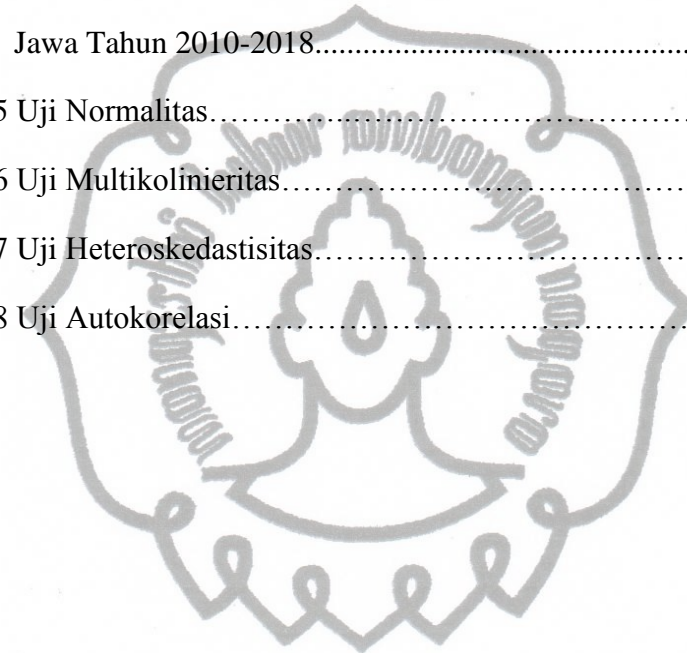 Jawa Tahun 2010-2018......................................................
5 Uji Normalitas……………………………………………
6 Uji Multikolinieritas……………………………………
7 Uji Heteroskedastisitas…………………………………
8 Uji Autokorelasi…………………………………………